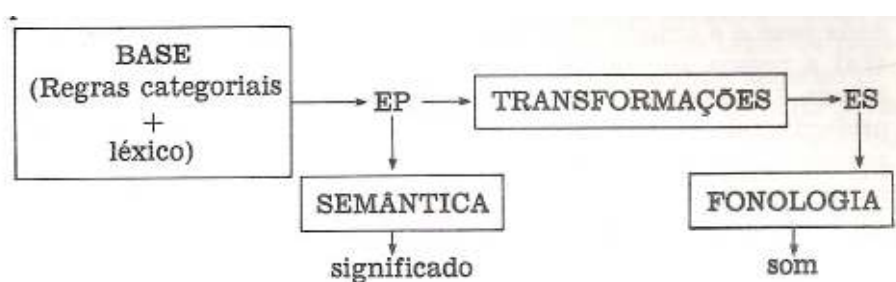 BASE
(Regras categoriais
+
léxico)
EP
TRANSFORMAÇÕES
ES
SEMÂNTICA
FONOLOGIA
significado
som